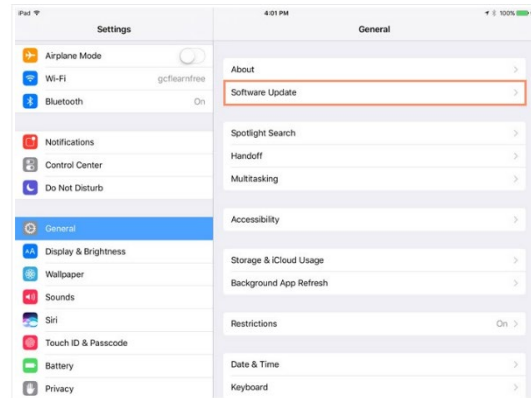 iPad 4:01 PM 100%
Settings
General
Airplane Mode
Wi-Fi gcflearnfree
Bluetooth On
Notifications
Control Center
Do Not Disturb
General
Display & Brightness
AA
Wallpaper
Sounds
Siri
Touch ID & Passcode
Battery
Privacy
About
Software Update
Spotlight Search
Handoff
Multitasking
Accessibility
Storage & iCloud Usage
Background App Refresh
Restrictions On
Date & Time
Keyboard